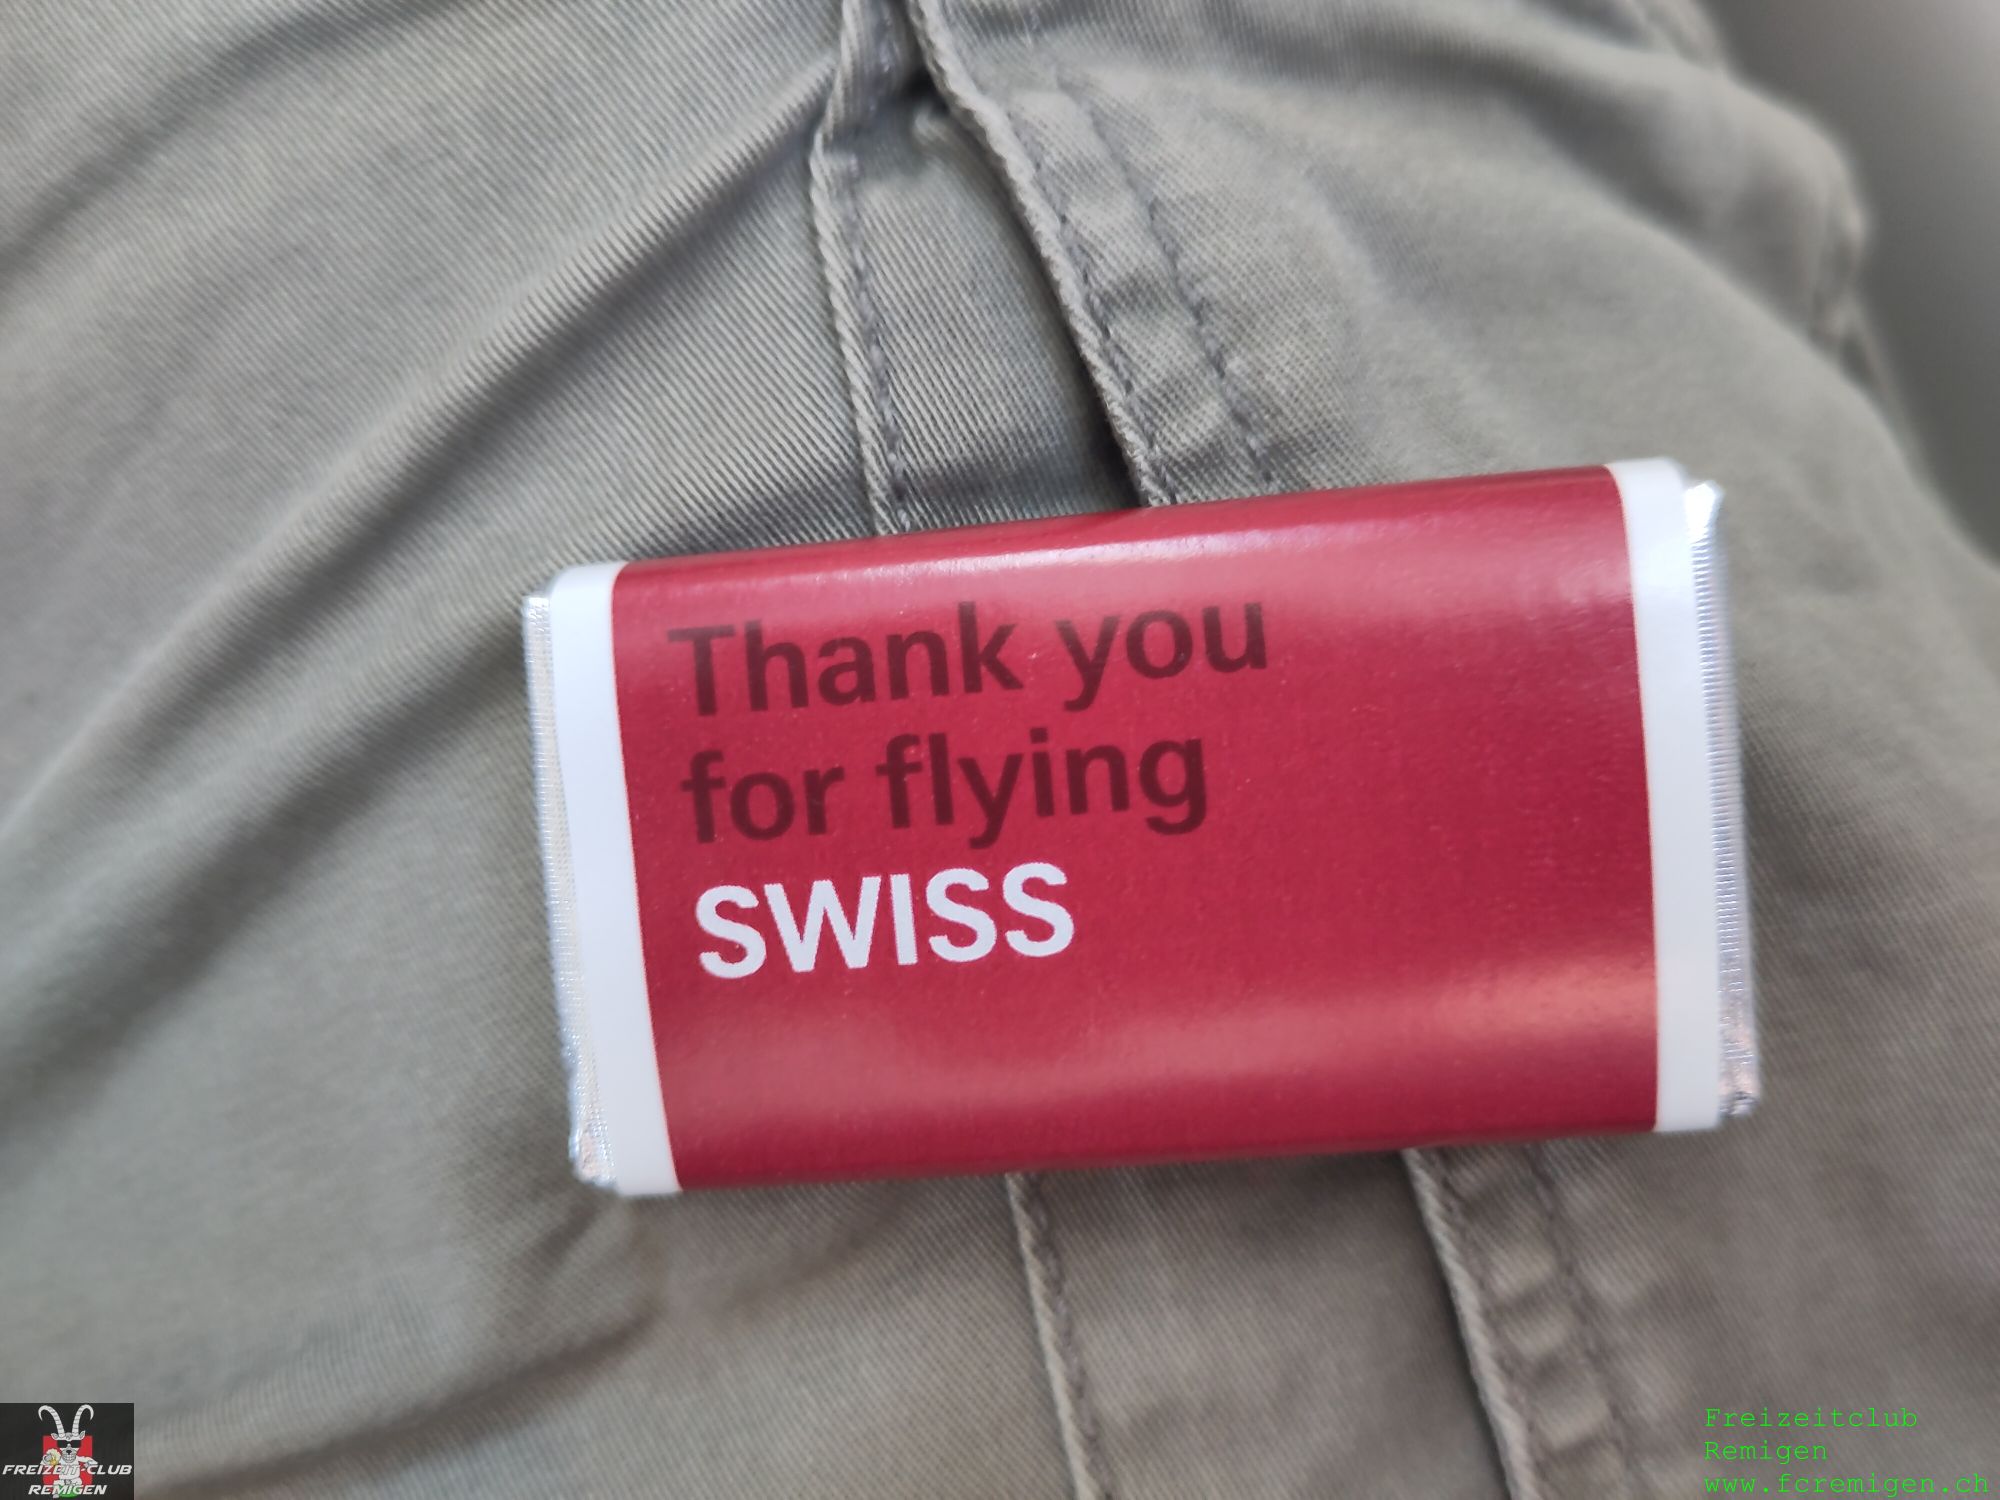 Thank you
for flying
SWISS
FREIZEIT-CLUB
REMIGEN
Freizeitclub
Remigen
www.fcremigen.ch